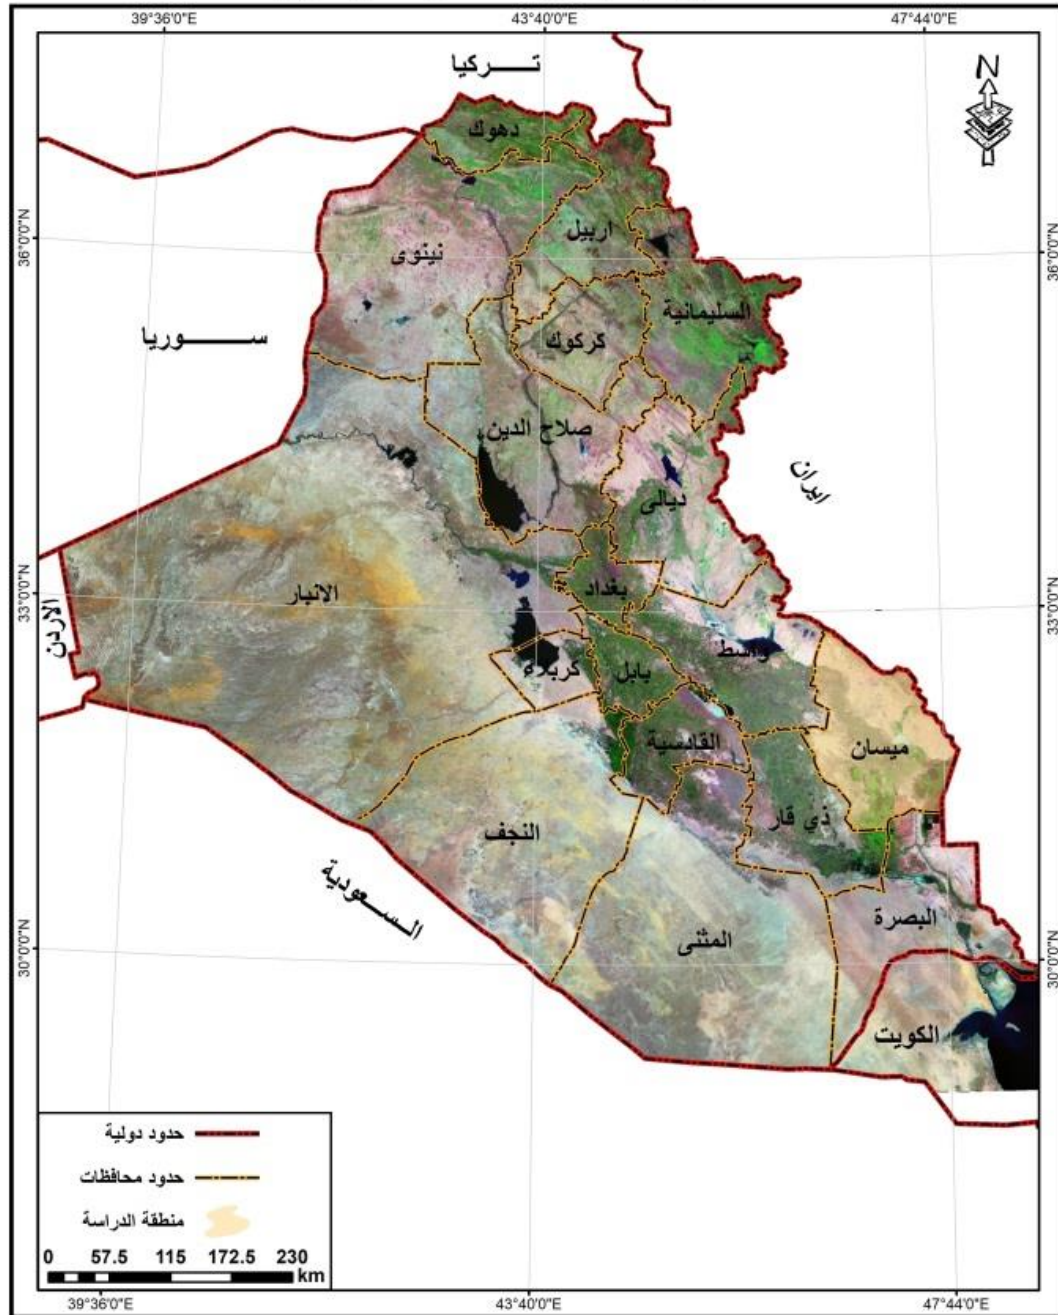 39°36'0"E 43°40'0"E 47°44'0"E
تـــركيا
N
دهوك
36°0'0"N
اربيل
نينوى
36°0'0"N
السليمانية
ســـــوريا
كركوك
صلاح الدين
ايران
ديالى
33°0'0"N
الانبار
بغداد
33°0'0"N
الاردن
واسط
كربلاء
بابل
القادسية
ميسان
ذي قار
النجف
السـعودية
البصرة
المثنى
30°0'0"N
30°0'0"N
الكويت
حدود دولية
حدود محافظات
منطقة الدراسة
0 57.5 115 172.5 230
km
39°36'0"E 43°40'0"E 47°44'0"E